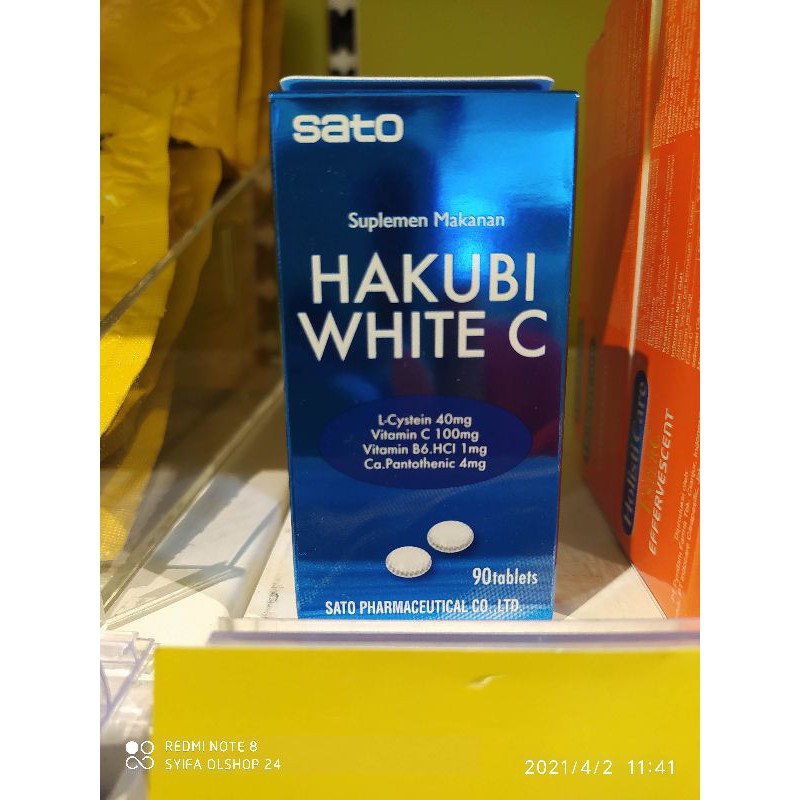 sato
Suplemen Makanan
HAKUBI
WHITE C
L-Cystein 40mg
Vitamin C 100mg
Vitamin B6.HCl 1mg
Ca.Pantothenic 4mg
90tablets
SATO PHARMACEUTICAL CO.,LTD.
HolistiCare
EFFERVESCENT
REDMI NOTE 8
SYIFA OLSHOP 24
2021/4/2 11:41